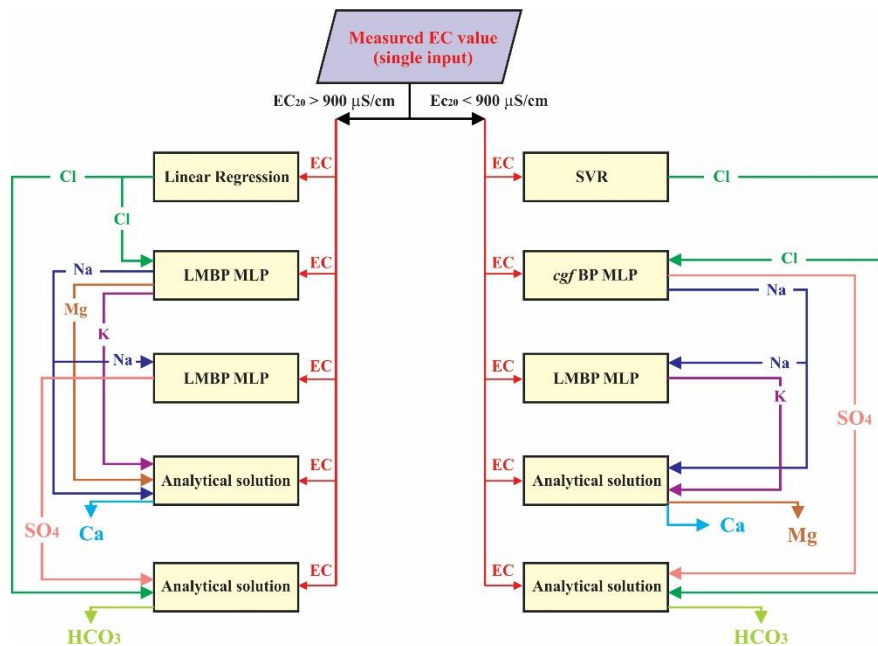 Measured EC value
(single input)
EC₂₀ > 900 µS/cm
Ec₂₀ < 900 µS/cm
Cl
Linear Regression
EC
EC
SVR
Cl
Cl
Na
LMBP MLP
EC
EC
cgf BP MLP
Cl
Mg
Na
K
Na
LMBP MLP
EC
EC
LMBP MLP
Na
K
SO₄
Analytical solution
EC
EC
Analytical solution
SO₄
Ca
Ca
Mg
Analytical solution
EC
EC
Analytical solution
HCO₃
HCO₃